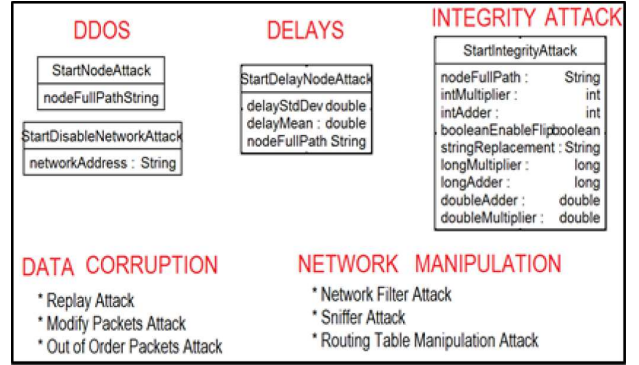 DDOS
StartNodeAttack
nodeFullPathString
StartDisableNetworkAttack
networkAddress : String
DELAYS
StartDelayNodeAttack
delayStdDev double
delayMean : double
nodeFullPath String
INTEGRITY ATTACK
StartIntegrityAttack
nodeFullPath : String
intMultiplier : int
intAdder : int
booleanEnableFlipboolean
stringReplacement : String
longMultiplier : long
longAdder : long
doubleAdder : double
doubleMultiplier : double
DATA CORRUPTION
* Replay Attack
* Modify Packets Attack
* Out of Order Packets Attack
NETWORK MANIPULATION
* Network Filter Attack
* Sniffer Attack
* Routing Table Manipulation Attack